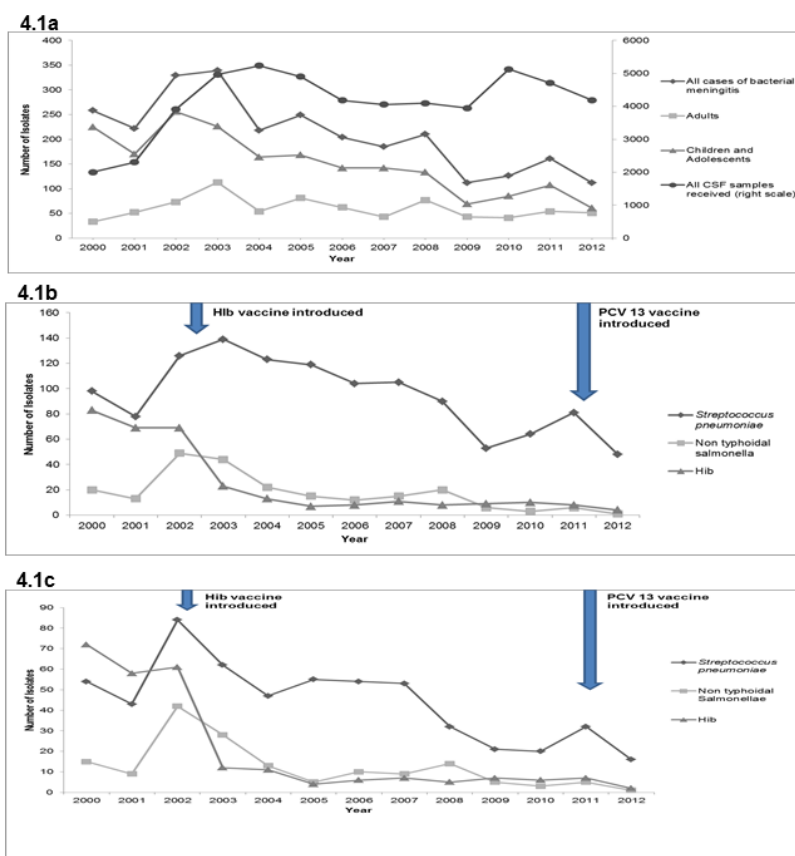 4.1a
400
350
300
250
200
150
100
50
0
6000
5000
4000
3000
2000
1000
0
Number of Isolates
2000 2001 2002 2003 2004 2005 2006 2007 2008 2009 2010 2011 2012
Year
All cases of bacterial
meningitis
Adults
Children and
Adolescents
All CSF samples
received (right scale)
4.1b
HIb vaccine introduced
PCV 13 vaccine
introduced
160
140
120
100
80
60
40
20
0
Number of Isolates
2000 2001 2002 2003 2004 2005 2006 2007 2008 2009 2010 2011 2012
Year
Streptococcus
pneumoniae
Non typhoidal
salmonella
Hib
4.1c
Hib vaccine
introduced
PCV 13 vaccine
introduced
90
80
70
60
50
40
30
20
10
0
Number of Isolates
2000 2001 2002 2003 2004 2005 2006 2007 2008 2009 2010 2011 2012
Year
Streptococcus
pneumoniae
Non typhoidal
Salmonellae
Hib